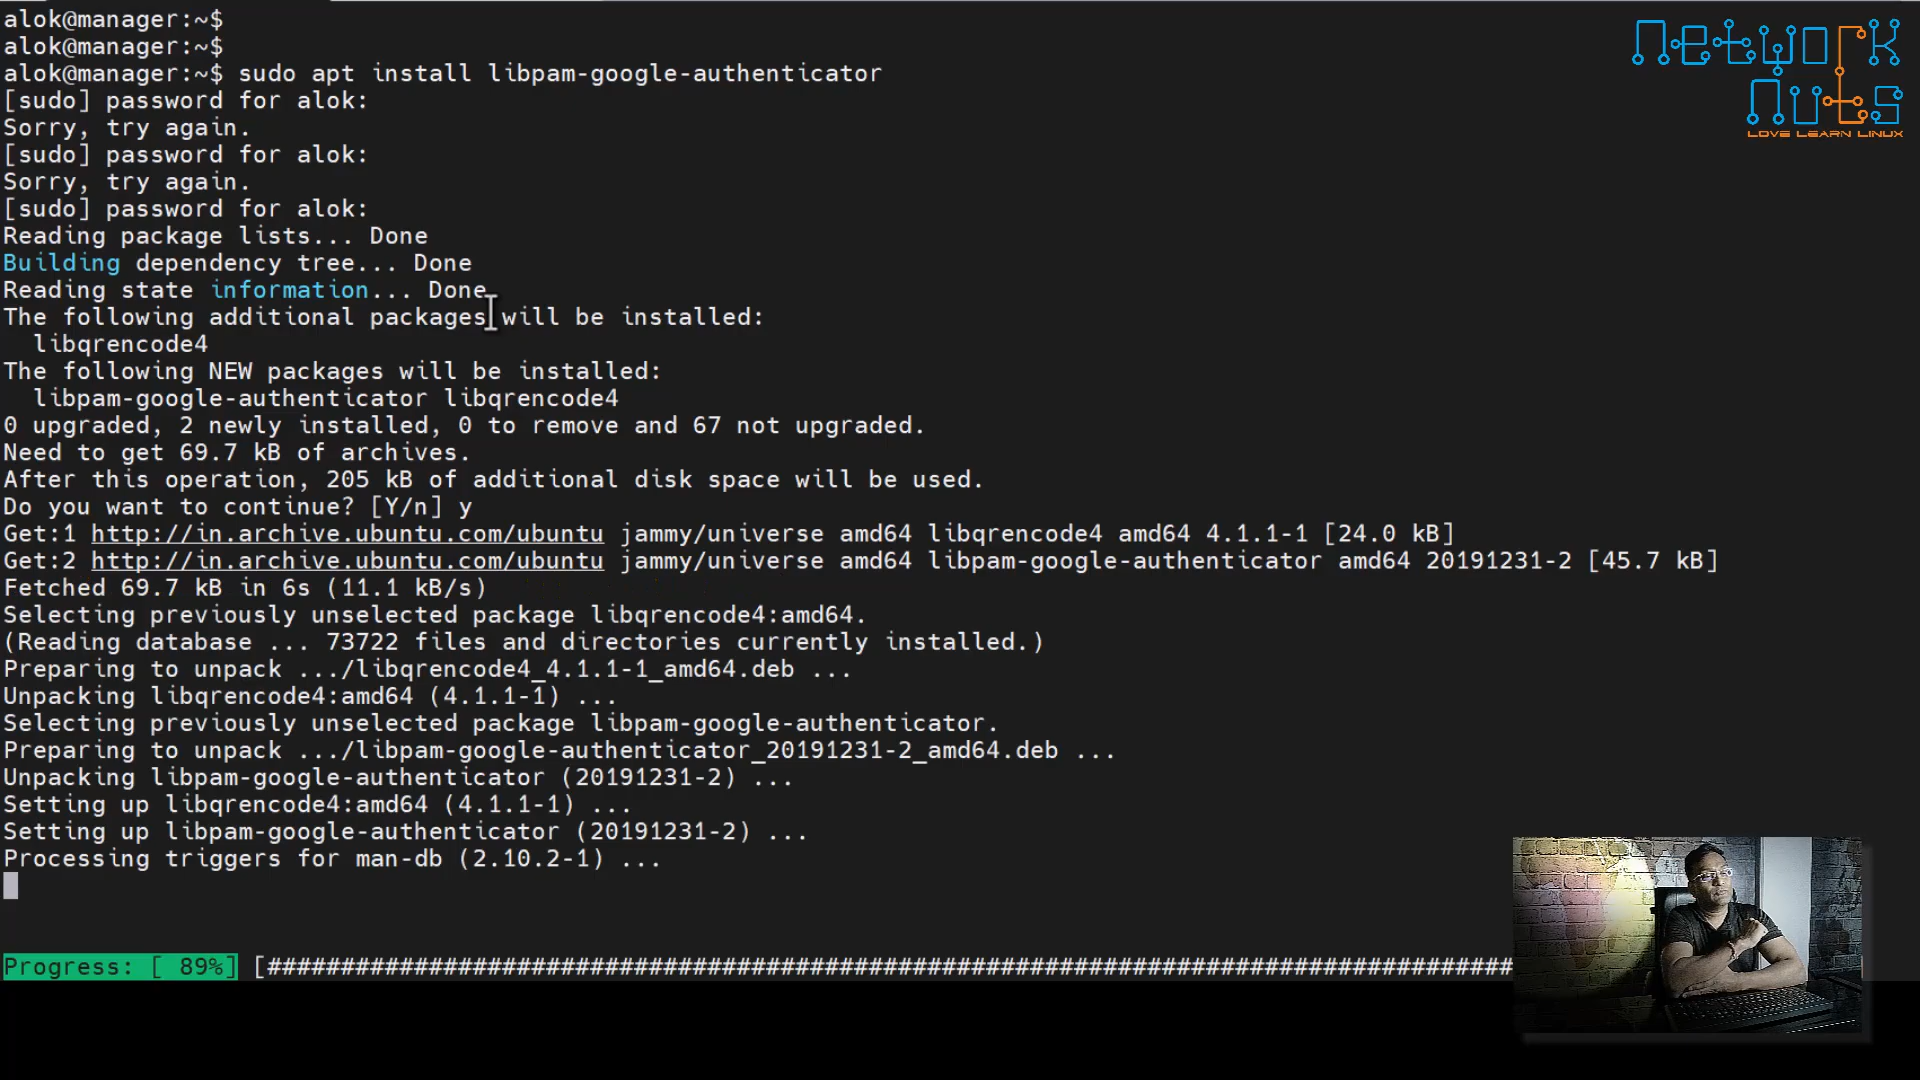 alok@manager:~$
alok@manager:~$
alok@manager:~$ sudo apt install libpam-google-authenticator
[sudo] password for alok:
Sorry, try again.
[sudo] password for alok:
Sorry, try again.
[sudo] password for alok:
Reading package lists... Done
Building dependency tree... Done
Reading state information... Done
The following additional packages will be installed:
  libqrencode4
The following NEW packages will be installed:
  libpam-google-authenticator libqrencode4
0 upgraded, 2 newly installed, 0 to remove and 67 not upgraded.
Need to get 69.7 kB of archives.
After this operation, 205 kB of additional disk space will be used.
Do you want to continue? [Y/n] y
Get:1 http://in.archive.ubuntu.com/ubuntu jammy/universe amd64 libqrencode4 amd64 4.1.1-1 [24.0 kB]
Get:2 http://in.archive.ubuntu.com/ubuntu jammy/universe amd64 libpam-google-authenticator amd64 20191231-2 [45.7 kB]
Fetched 69.7 kB in 6s (11.1 kB/s)
Selecting previously unselected package libqrencode4:amd64.
(Reading database ... 73722 files and directories currently installed.)
Preparing to unpack .../libqrencode4_4.1.1-1_amd64.deb ...
Unpacking libqrencode4:amd64 (4.1.1-1) ...
Selecting previously unselected package libpam-google-authenticator.
Preparing to unpack .../libpam-google-authenticator_20191231-2_amd64.deb ...
Unpacking libpam-google-authenticator (20191231-2) ...
Setting up libqrencode4:amd64 (4.1.1-1) ...
Setting up libpam-google-authenticator (20191231-2) ...
Processing triggers for man-db (2.10.2-1) ...
Progress: [ 89%] [#####################################################################################
network
nuts
LOVE LEARN LINUX